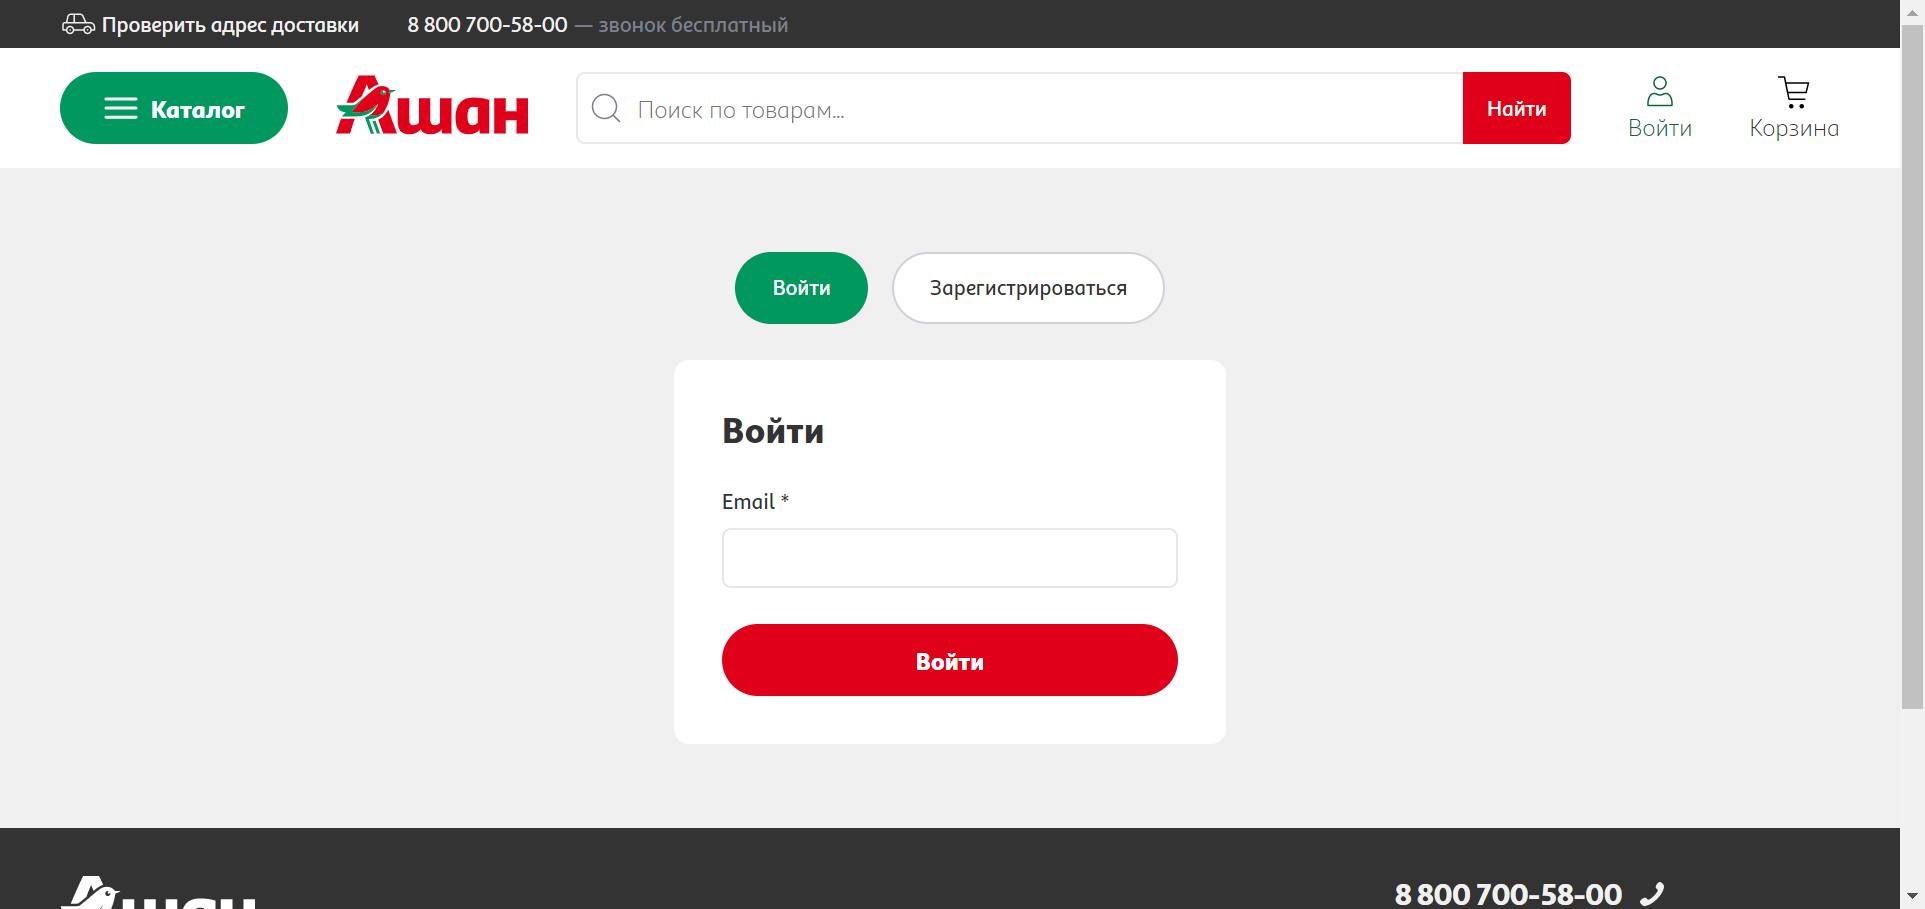 Проверить адрес доставки 8 800 700-58-00 — звонок бесплатный
Каталог Ашан Поиск по товарам... Найти Войти Корзина
Войти Зарегистрироваться
Войти
Email *
Войти
Ашан 8 800 700-58-00